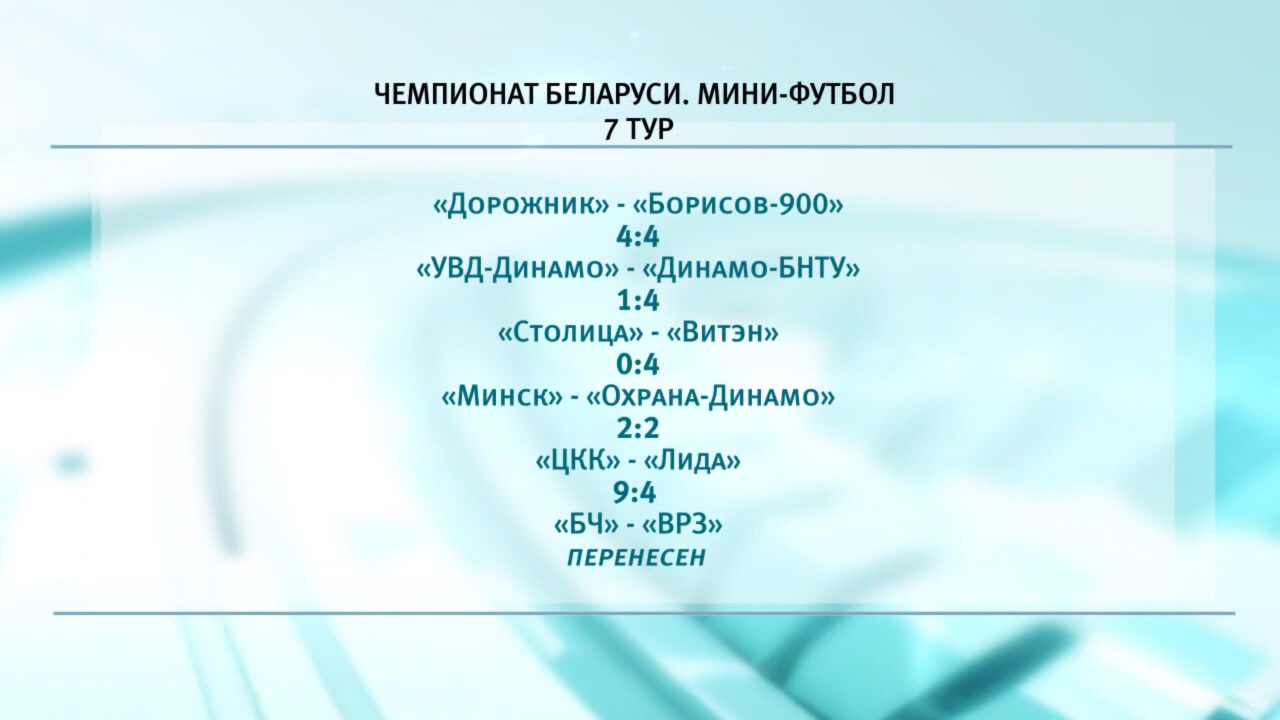 ЧЕМПИОНАТ БЕЛАРУСИ. МИНИ-ФУТБОЛ
7 ТУР
«Дорожник» - «Борисов-900»
4:4
«УВД-Динамо» - «Динамо-БНТУ»
1:4
«Столица» - «Витэн»
0:4
«Минск» - «Охрана-Динамо»
2:2
«ЦКК» - «Лида»
9:4
«БЧ» - «ВРЗ»
ПЕРЕНЕСЕН